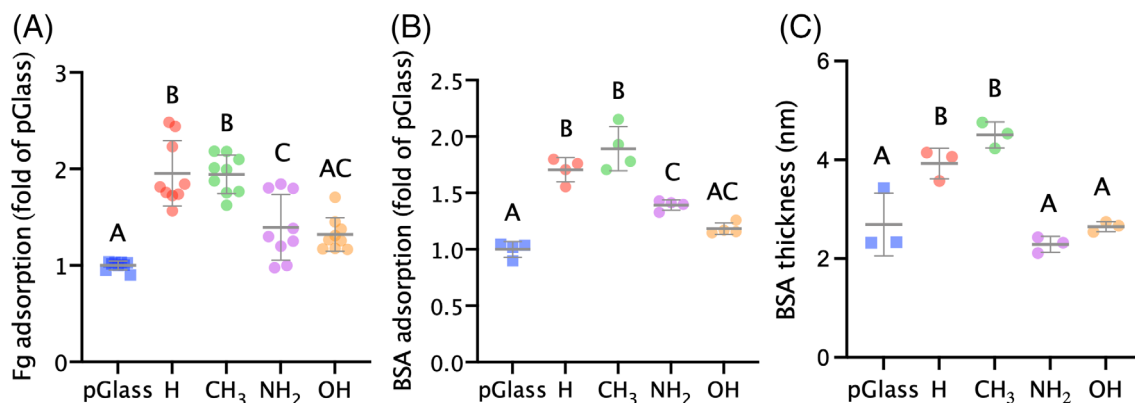 (A)
Fg adsorption (fold of pGlass)
3
2
1
0
A
B
B
C
AC
pGlass H CH₃ NH₂ OH
(B)
BSA adsorption (fold of pGlass)
2.5
2.0
1.5
1.0
0.5
0.0
A
B
B
C
AC
pGlass H CH₃ NH₂ OH
(C)
BSA thickness (nm)
6
4
2
0
A
B
B
A
A
pGlass H CH₃ NH₂ OH